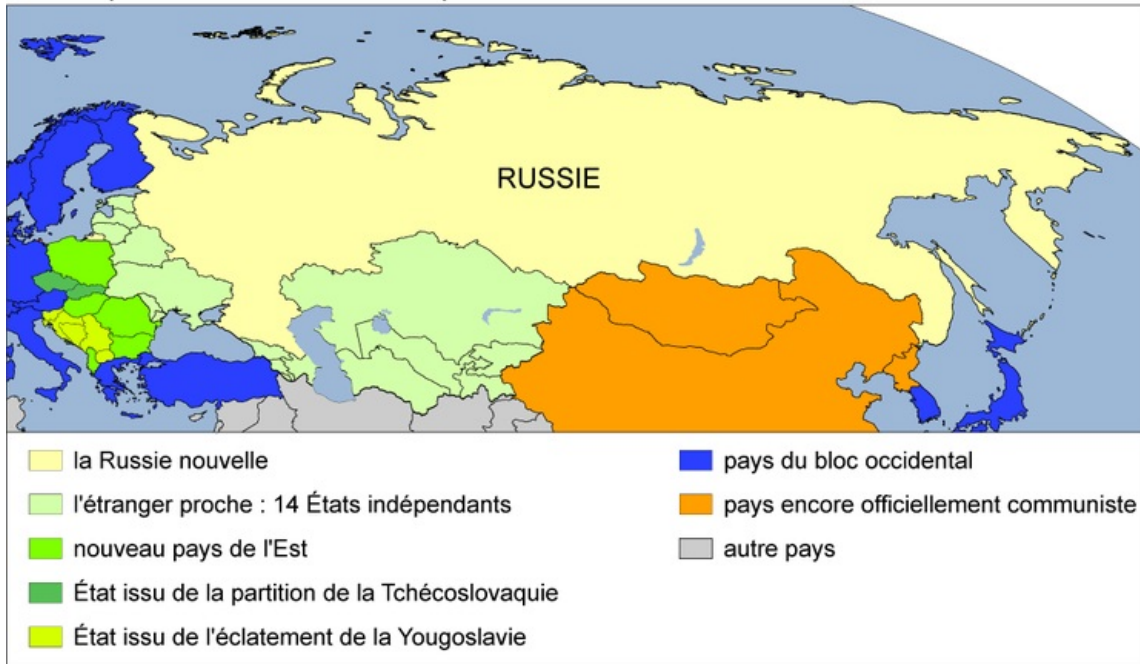 RUSSIE
la Russie nouvelle
l'étranger proche : 14 États indépendants
nouveau pays de l'Est
État issu de la partition de la Tchécoslovaquie
État issu de l'éclatement de la Yougoslavie
pays du bloc occidental
pays encore officiellement communiste
autre pays